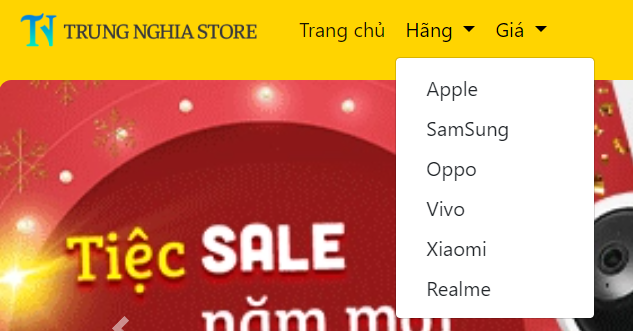 TN TRUNG NGHIA STORE Trang chủ Hãng Giá
Apple
SamSung
Oppo
Vivo
Xiaomi
Realme
Tiệc SALE
năm mới